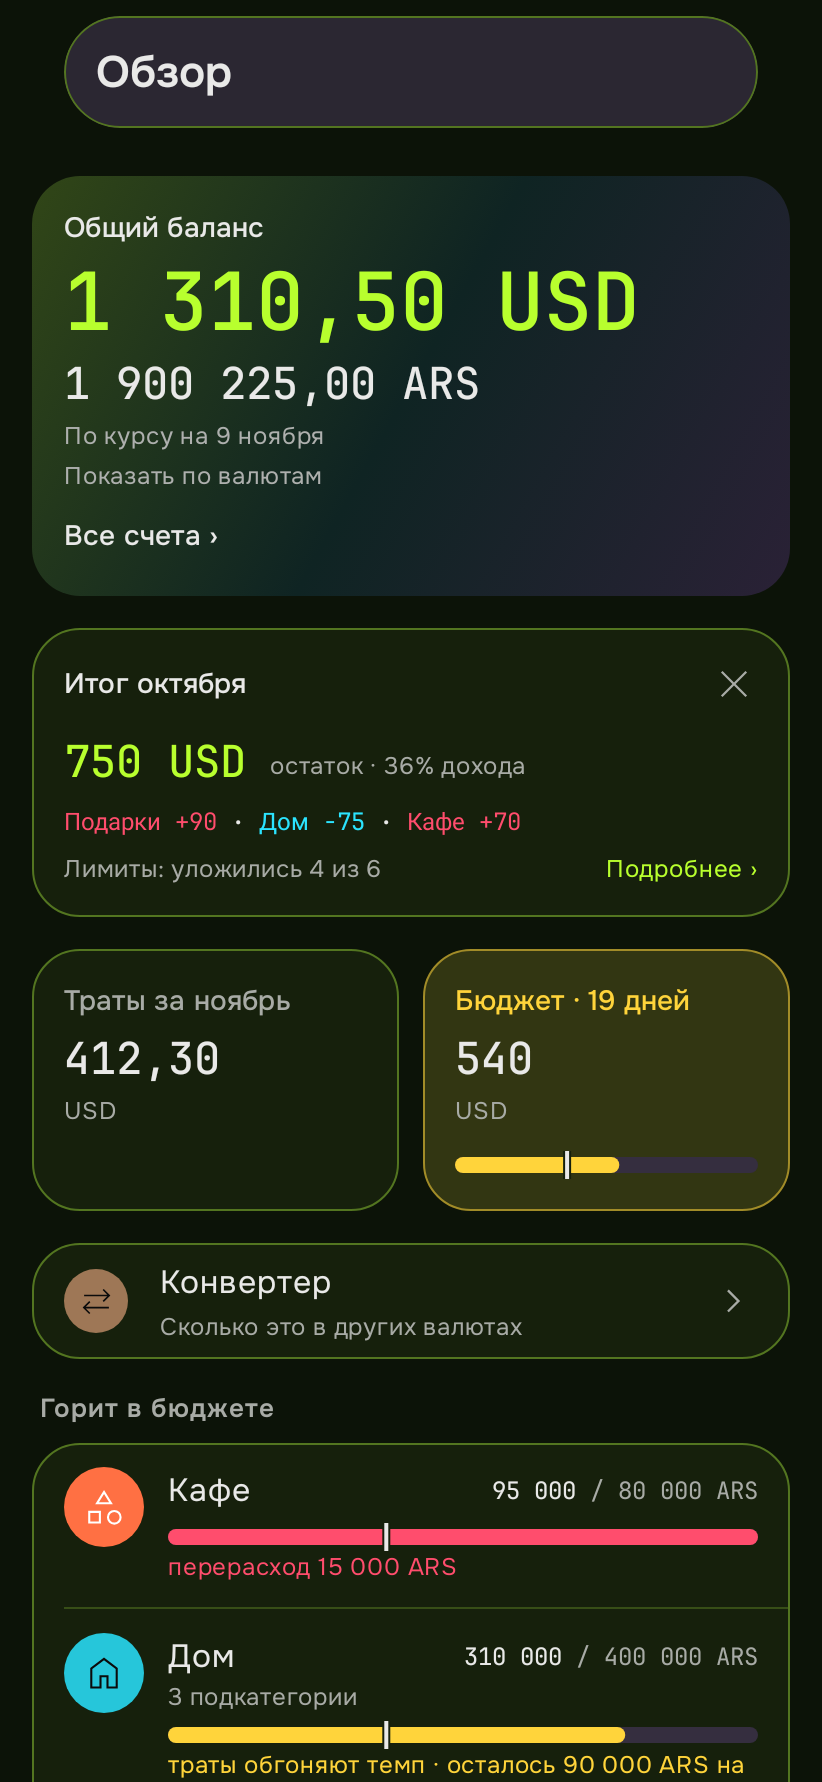 Обзор
Общий баланс
1 310,50 USD
1 900 225,00 ARS
По курсу на 9 ноября
Показать по валютам
Все счета ›
Итог октября
750 USD остаток · 36% дохода
Подарки +90 · Дом -75 · Кафе +70
Лимиты: уложились 4 из 6 Подробнее ›
Траты за ноябрь
412,30
USD
Бюджет · 19 дней
540
USD
Конвертер
Сколько это в других валютах
Горит в бюджете
Кафе 95 000 / 80 000 ARS
перерасход 15 000 ARS
Дом 310 000 / 400 000 ARS
3 подкатегории
траты обгоняют темп · осталось 90 000 ARS на